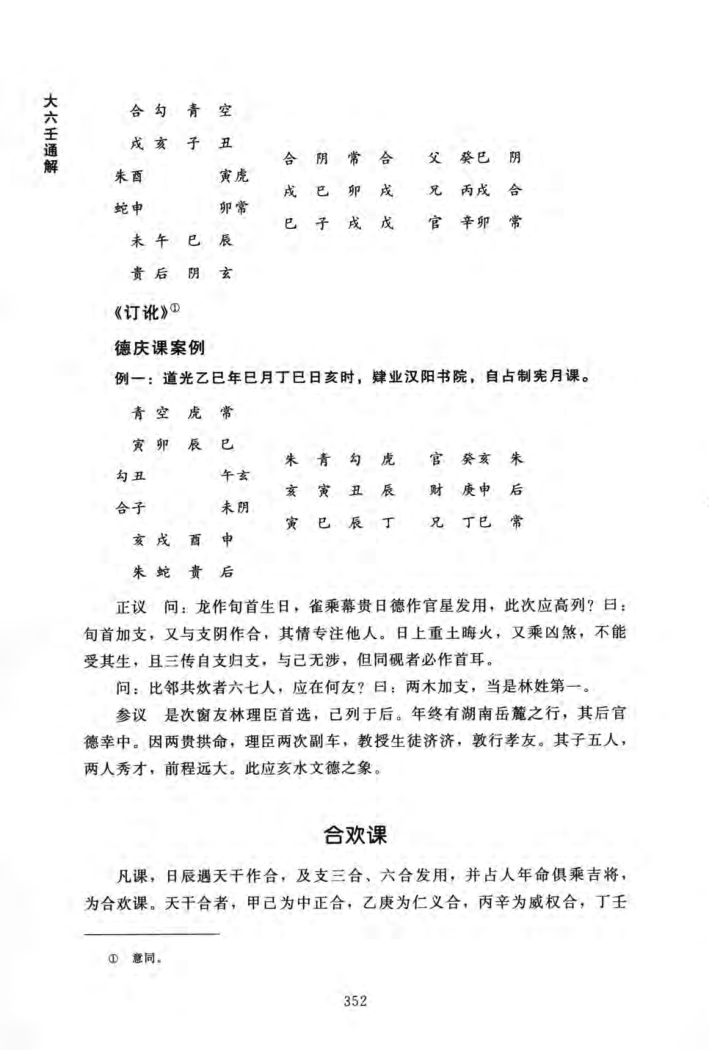 大六壬通解
合 勾 青 空
戌 亥 子 丑
朱酉 寅虎
蛇申 卯常
未 午 巳 辰
贵 后 阴 玄
合 阴 常 合 父 癸巳 阴
戌 巳 卯 戌 兄 丙戌 合
巳 子 戌 戊 官 辛卯 常
《订讹》①
德庆课案例
例一：道光乙巳年巳月丁巳日亥时，肄业汉阳书院，自占制宪月课。
青 空 虎 常
寅 卯 辰 巳
勾丑 午玄
合子 未阴
亥 戌 酉 申
朱 蛇 贵 后
朱 青 勾 虎 官 癸亥 朱
亥 寅 丑 辰 财 庚申 后
寅 巳 辰 丁 兄 丁巳 常
正议 问：龙作旬首生日，雀乘幕贵日德作官星发用，此次应高列？曰：
旬首加支，又与支阴作合，其情专注他人。日上重土晦火，又乘凶煞，不能
受其生，且三传自支归支，与己无涉，但同砚者必作首耳。
问：比邻共炊者六七人，应在何友？曰：两木加支，当是林姓第一。
参议 是次窗友林理臣首选，己列于后。年终有湖南岳麓之行，其后官
德幸中。因两贵拱命，理臣两次副车，教授生徒济济，敦行孝友。其子五人，
两人秀才，前程远大。此应亥水文德之象。
合欢课
凡课，日辰遇天干作合，及支三合、六合发用，并占人年命俱乘吉将，
为合欢课。天干合者，甲己为中正合，乙庚为仁义合，丙辛为威权合，丁壬
① 意同。
352